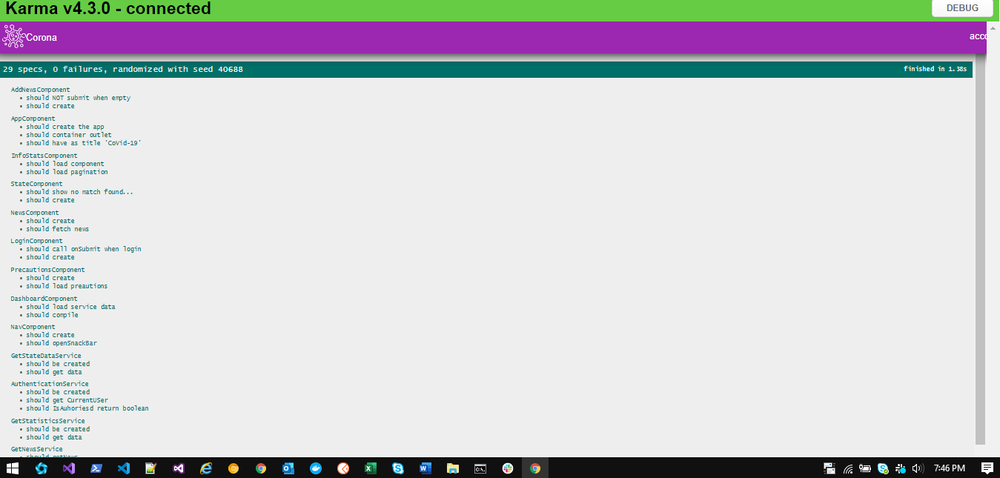 Karma v4.3.0 - connected
DEBUG
Corona
acco
29 specs, 0 failures, randomized with seed 40688
finished in 1.38s
AddNewsComponent
• should NOT submit when empty
• should create
AppComponent
• should create the app
• should container outlet
• should have as title 'CoVid-19'
InfoStatsComponent
• should load component
• should load pagination
StateComponent
• should show no match found...
• should create
NewsComponent
• should create
• should fetch news
LoginComponent
• should call onSubmit when login
• should create
PrecautionsComponent
• should create
• should load preautions
DashboardComponent
• should load service data
• should compile
NavComponent
• should create
• should openSnackBar
GetStateDataService
• should be created
• should get data
AuthenticationService
• should be created
• should get CurrentUSer
• should IsAuhoriesd return boolean
GetStatisticsService
• should be created
• should get data
GetNewsService
• should getNews
7:46 PM